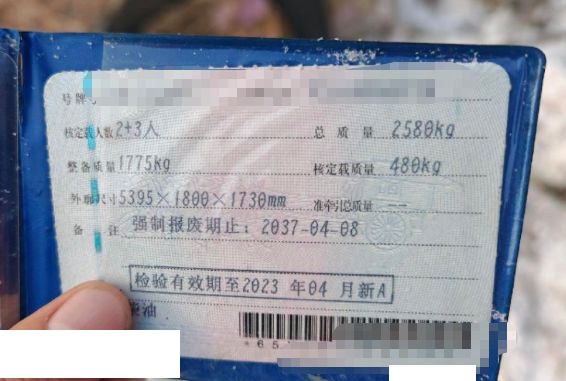 号牌
核定载人数 2+3人 总质量 2580kg
整备质量 1775kg 核定载质量 480kg
外廓尺寸 5395×1800×1730mm 准牵引总质量 --
备注 强制报废期止: 2037-04-08
检验有效期至2023 年04 月新A
油
*65